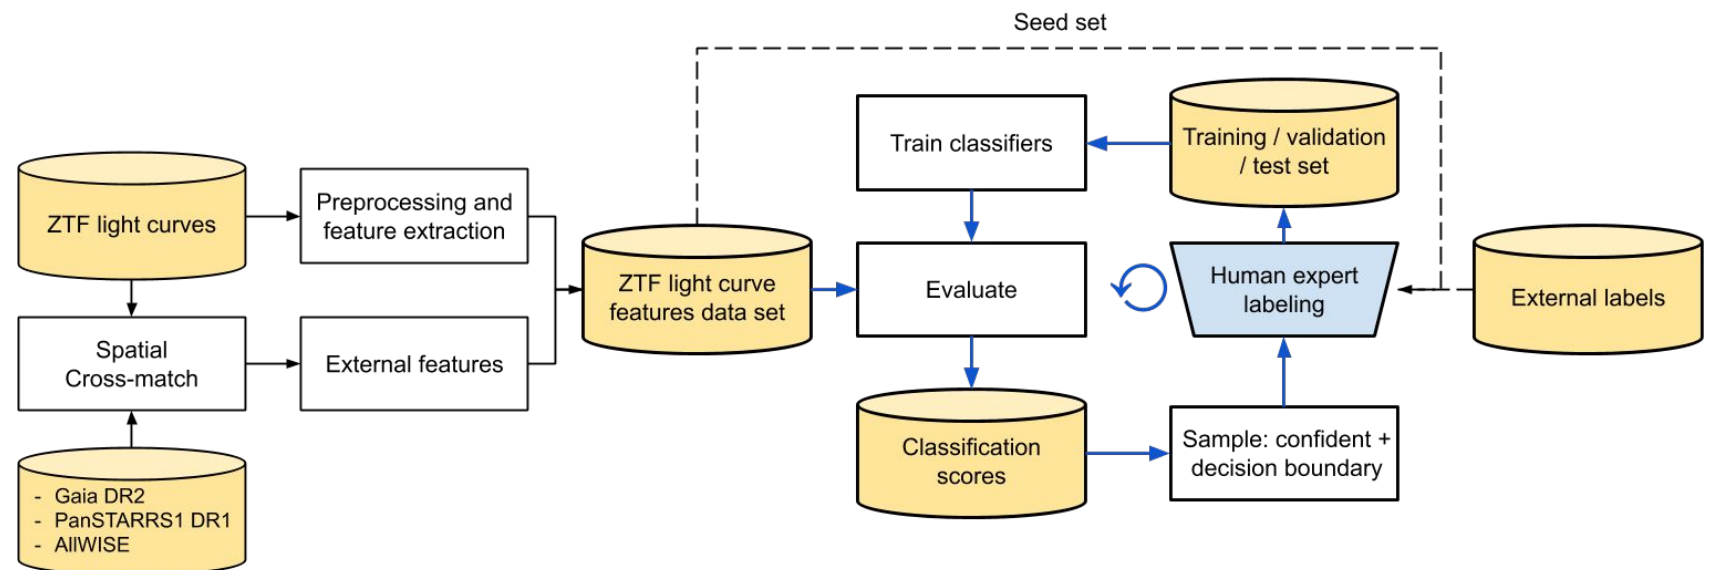 Seed set
Train classifiers
Training / validation
/ test set
ZTF light curves
Preprocessing and
feature extraction
ZTF light curve
features data set
Evaluate
Human expert
labeling
External labels
Spatial
Cross-match
External features
Classification
scores
Sample: confident +
decision boundary
- Gaia DR2
- PanSTARRS1 DR1
- AllWISE